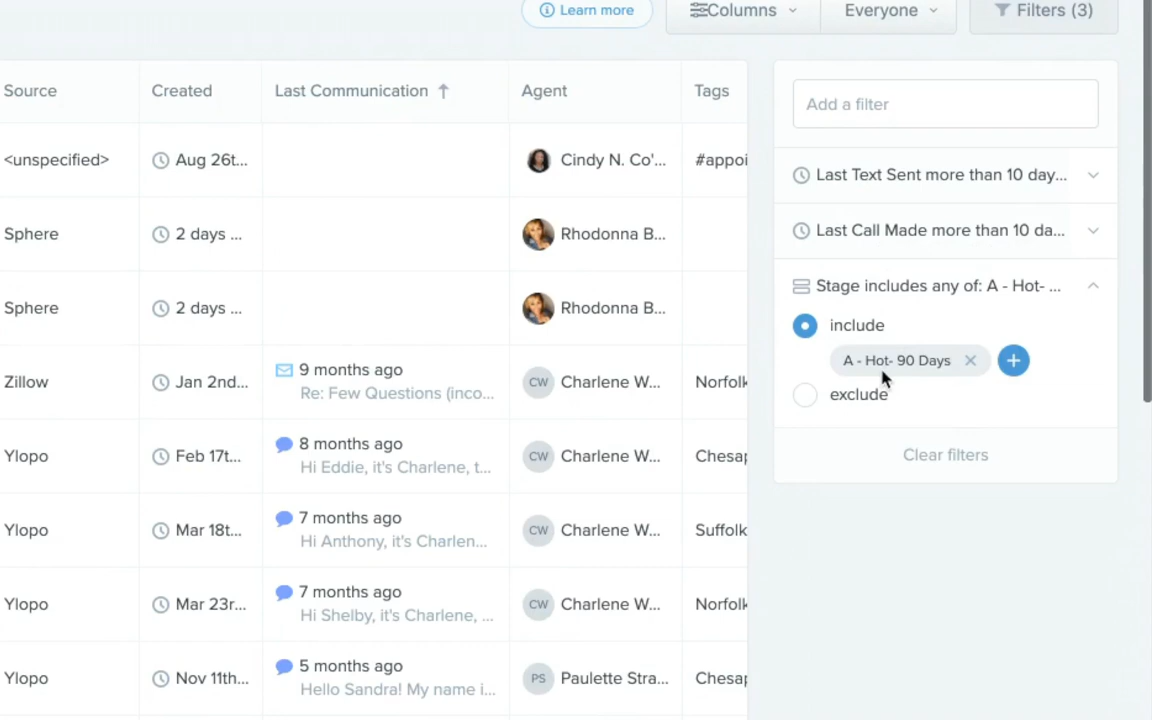 Learn more
Columns
Everyone
Filters (3)
Source
Created
Last Communication
Agent
Tags
<unspecified>
Aug 26t...
Cindy N. Co'...
#appoi
Sphere
2 days ...
Rhodonna B...
Sphere
2 days ...
Rhodonna B...
Zillow
Jan 2nd...
9 months ago
Re: Few Questions (inco...
CW
Charlene W...
Norfolk
Ylopo
Feb 17t...
8 months ago
Hi Eddie, it's Charlene, t...
CW
Charlene W...
Chesap
Ylopo
Mar 18t...
7 months ago
Hi Anthony, it's Charlen...
CW
Charlene W...
Suffolk
Ylopo
Mar 23r...
7 months ago
Hi Shelby, it's Charlene, ...
CW
Charlene W...
Norfolk
Ylopo
Nov 11th...
5 months ago
Hello Sandra! My name i...
PS
Paulette Stra...
Chesap
Add a filter
Last Text Sent more than 10 day...
Last Call Made more than 10 da...
Stage includes any of: A - Hot- ...
include
A - Hot- 90 Days
exclude
Clear filters